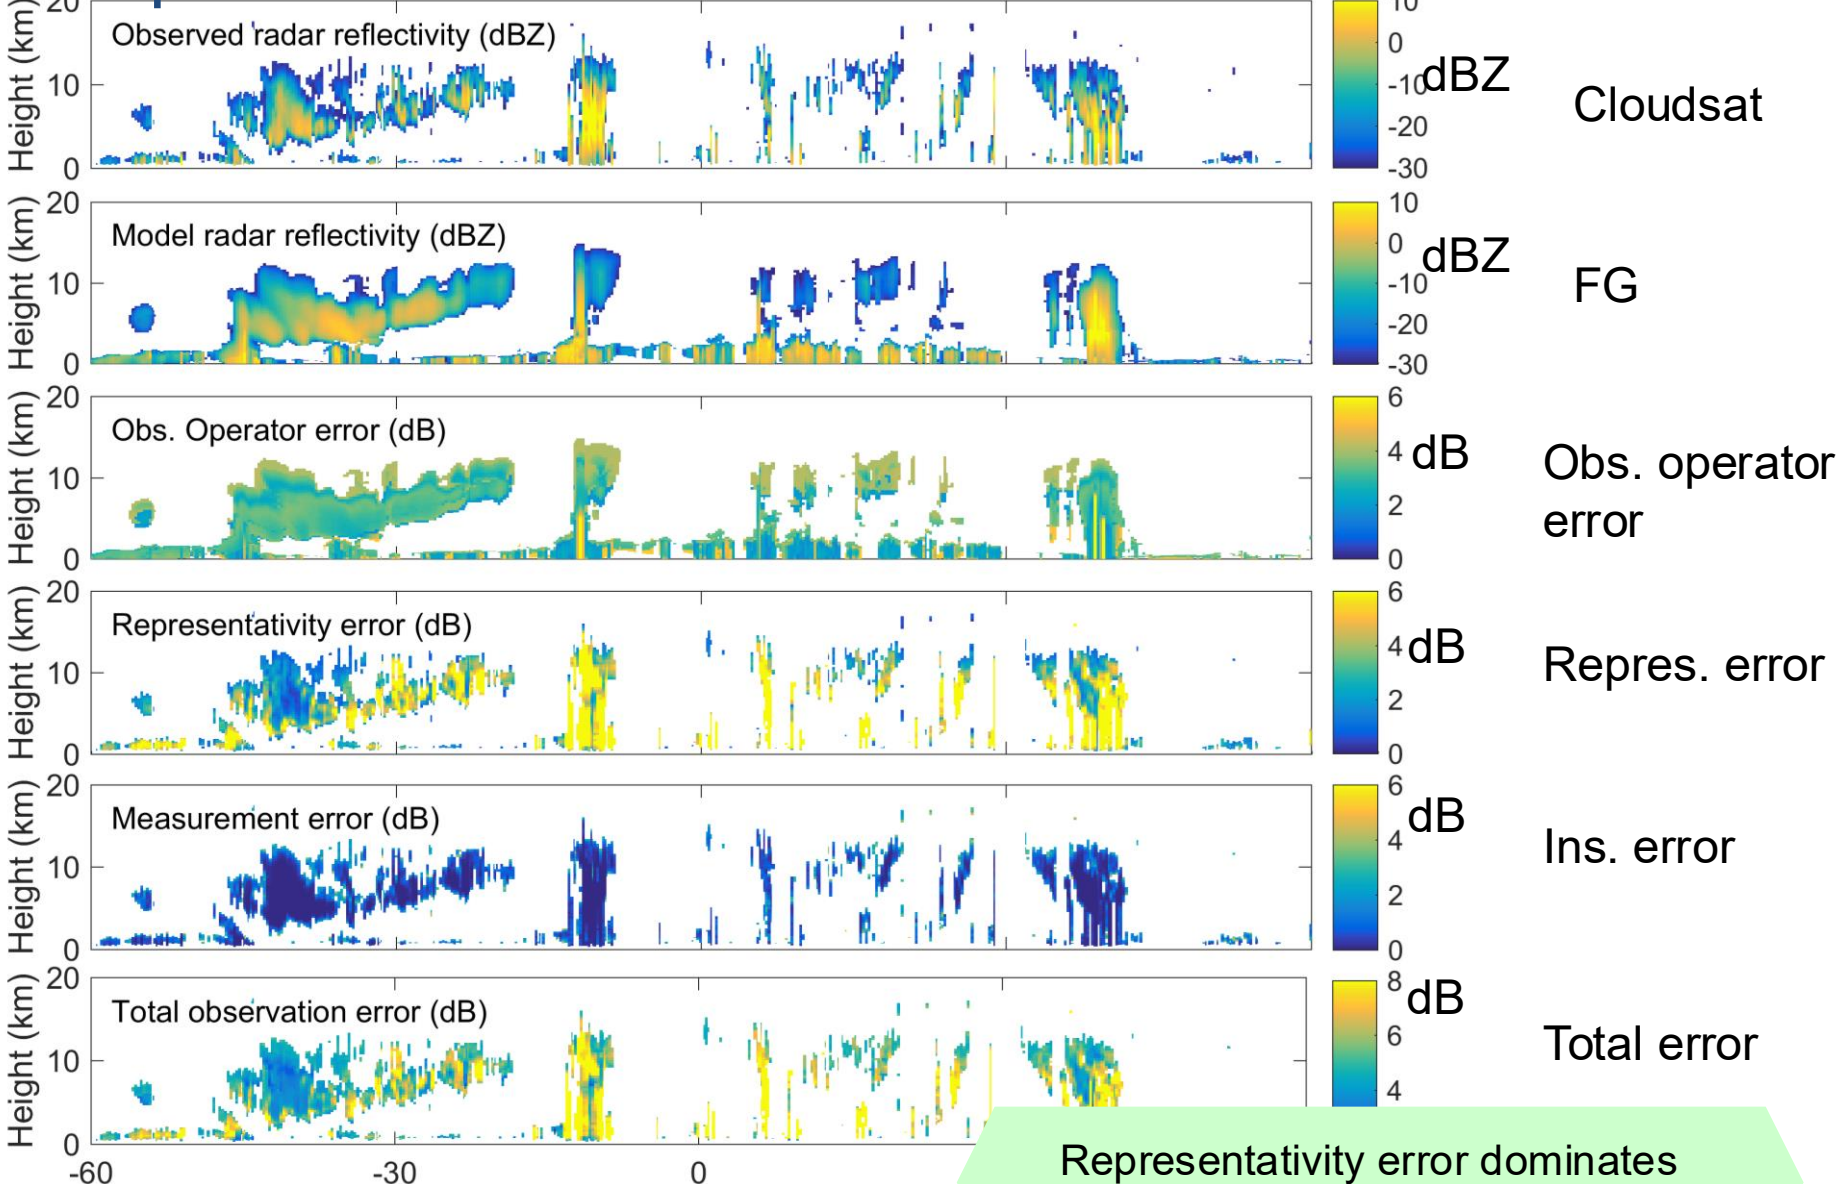 20
Height (km)
10
0
Observed radar reflectivity (dBZ)
10
0
-10
-20
-30
dBZ
Cloudsat
20
Height (km)
10
0
Model radar reflectivity (dBZ)
10
0
-10
-20
-30
dBZ
FG
20
Height (km)
10
0
Obs. Operator error (dB)
6
4
2
0
dB
Obs. operator
error
20
Height (km)
10
0
Representativity error (dB)
6
4
2
0
dB
Repres. error
20
Height (km)
10
0
Measurement error (dB)
6
4
2
0
dB
Ins. error
20
Height (km)
10
0
Total observation error (dB)
8
6
4
dB
Total error
-60
-30
0
Representativity error dominates